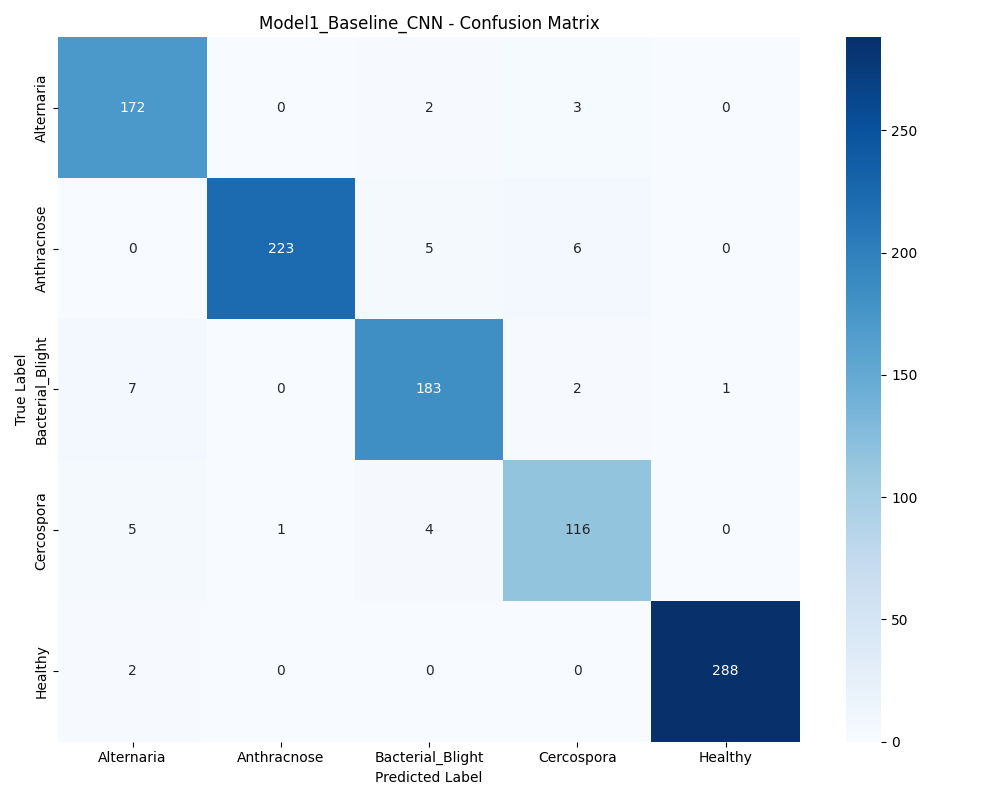 Model1_Baseline_CNN - Confusion Matrix
True Label
Alternaria
172 0 2 3 0
Anthracnose
0 223 5 6 0
Bacterial_Blight
7 0 183 2 1
Cercospora
5 1 4 116 0
Healthy
2 0 0 0 288
Alternaria Anthracnose Bacterial_Blight Cercospora Healthy
Predicted Label
250
200
150
100
50
0